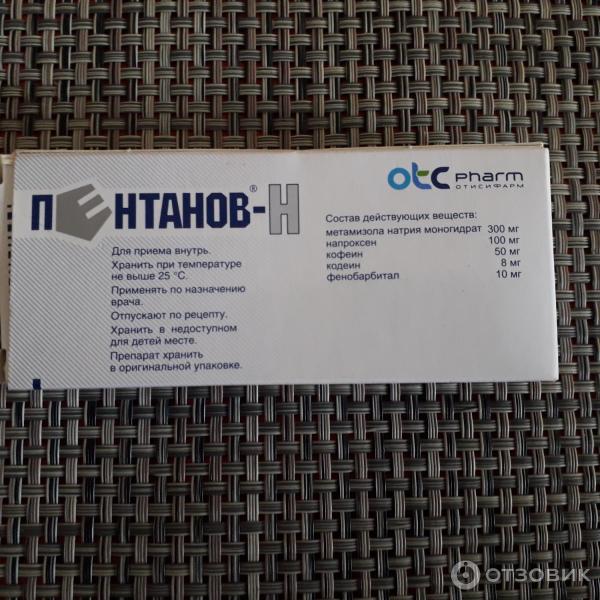 ПЕНТАНОВ®-Н
Для приема внутрь.
Хранить при температуре
не выше 25 °C.
Применять по назначению
врача.
Отпускают по рецепту.
Хранить в недоступном
для детей месте.
Препарат хранить
в оригинальной упаковке.
otc pharm
ОТИСИФАРМ
Состав действующих веществ:
метамизола натрия моногидрат 300 мг
напроксен 100 мг
кофеин 50 мг
кодеин 8 мг
фенобарбитал 10 мг
ОТЗОВИК